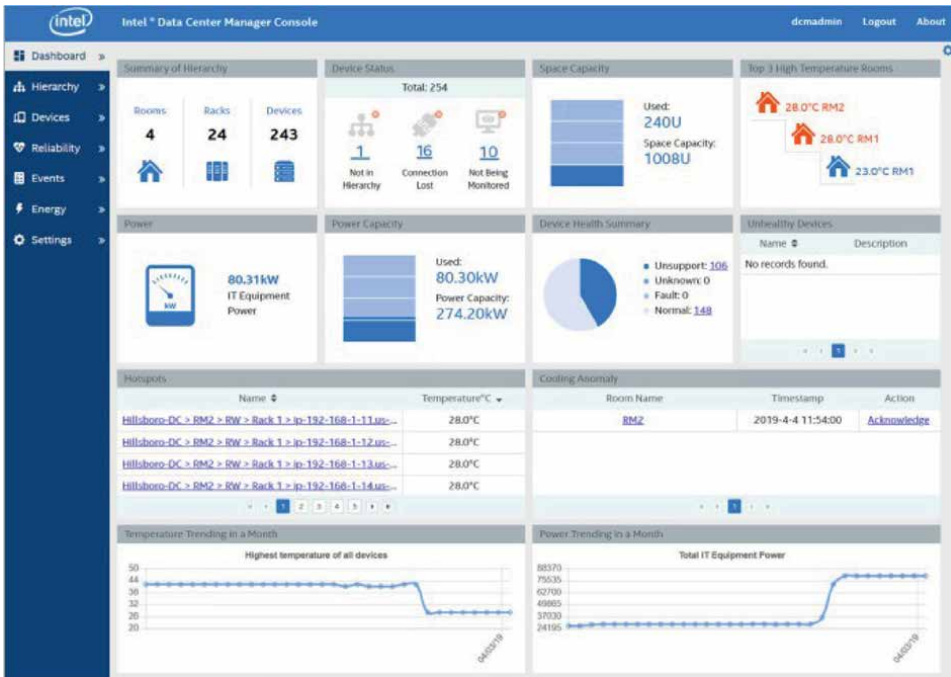 intel
Intel ® Data Center Manager Console
dcmadmin Logout About
Dashboard »
Hierarchy »
Devices »
Reliability »
Events »
Energy »
Settings »
Summary of Hierarchy
Rooms Racks Devices
4 24 243
Device Status
Total: 254
1 16 10
Not in Hierarchy
Connection Lost
Not Being Monitored
Space Capacity
Used:
240U
Space Capacity:
1008U
Top 3 High Temperature Rooms
28.0°C RM2
28.0°C RM1
23.0°C RM1
Power
kW
80.31kW
IT Equipment
Power
Power Capacity
Used:
80.30kW
Power Capacity:
274.20kW
Device Health Summary
Unsupport: 106
Unknown: 0
Fault: 0
Normal: 148
Unhealthy Devices
Name Description
No records found.
1
Hotspots
Name Temperature°C
Hillsboro-DC > RM2 > RW > Rack 1 > ip-192-168-1-11.us-... 28.0°C
Hillsboro-DC > RM2 > RW > Rack 1 > ip-192-168-1-12.us-... 28.0°C
Hillsboro-DC > RM2 > RW > Rack 1 > ip-192-168-1-13.us-... 28.0°C
Hillsboro-DC > RM2 > RW > Rack 1 > ip-192-168-1-14.us-... 28.0°C
1 2 3 4 5
Cooling Anomaly
Room Name Timestamp Action
RM2 2019-4-4 11:54:00 Acknowledge
1
Temperature Trending in a Month
Highest temperature of all devices
50
44
38
32
26
20
04/03/19
Power Trending in a Month
Total IT Equipment Power
88370
75535
62700
49865
37030
24195
04/03/19